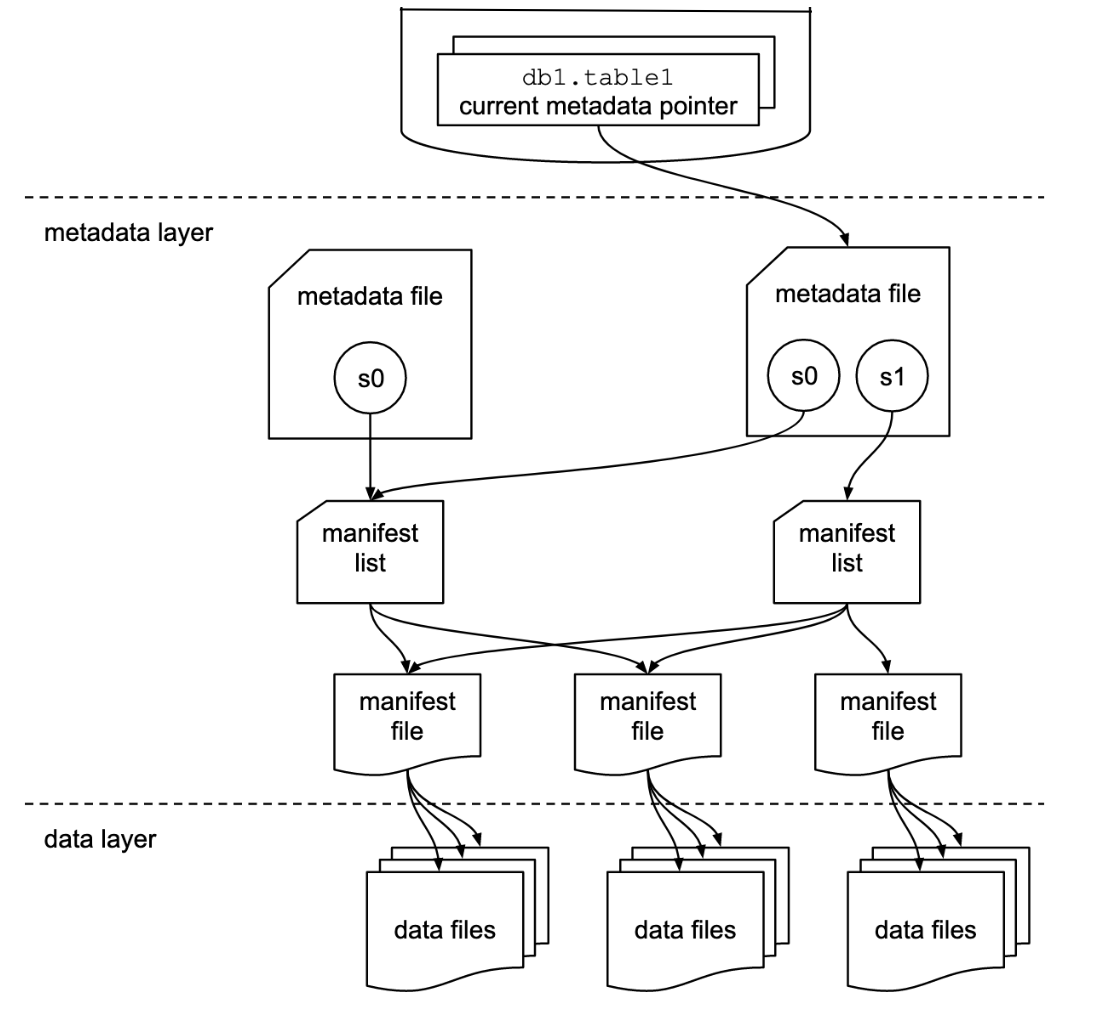 db1.table1
current metadata pointer
metadata layer
metadata file
metadata file
s0
s0
s1
manifest
list
manifest
list
manifest
file
manifest
file
manifest
file
data layer
data files
data files
data files